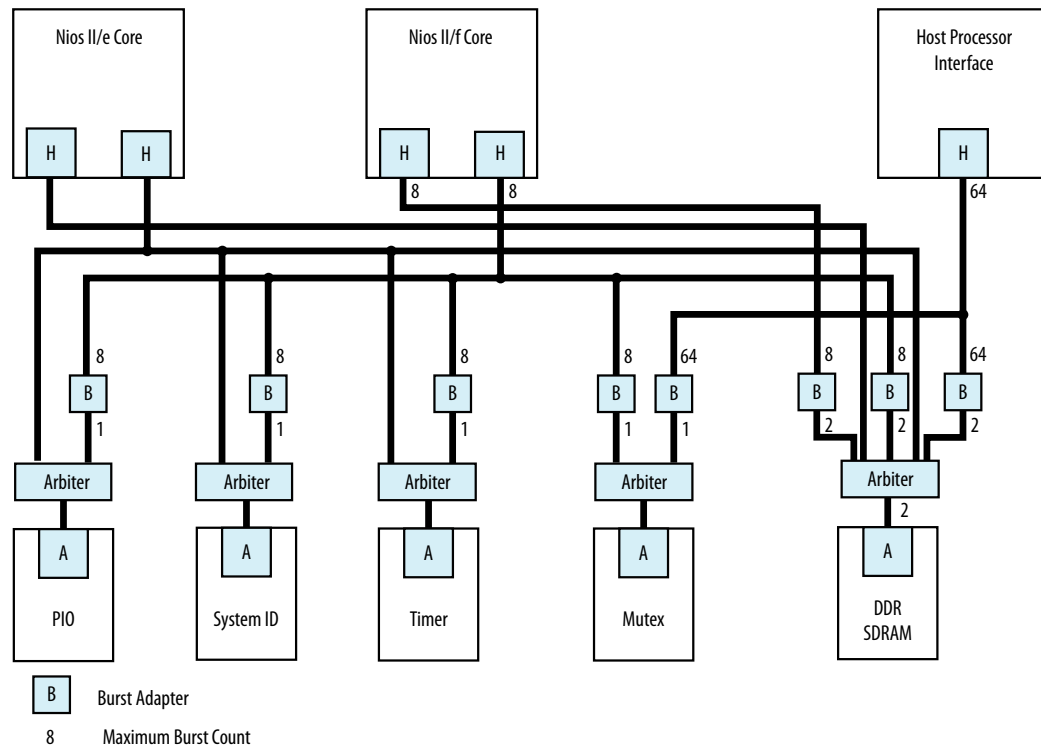 Nios II/e Core
Nios II/f Core
Host Processor
Interface
H
H
H
H
H
8
8
64
8
8
8
8
64
8
8
64
B
B
B
B
B
B
B
B
1
1
1
1
1
2
2
2
Arbiter
Arbiter
Arbiter
Arbiter
Arbiter
2
A
A
A
A
A
PIO
System ID
Timer
Mutex
DDR
SDRAM
B Burst Adapter
8 Maximum Burst Count